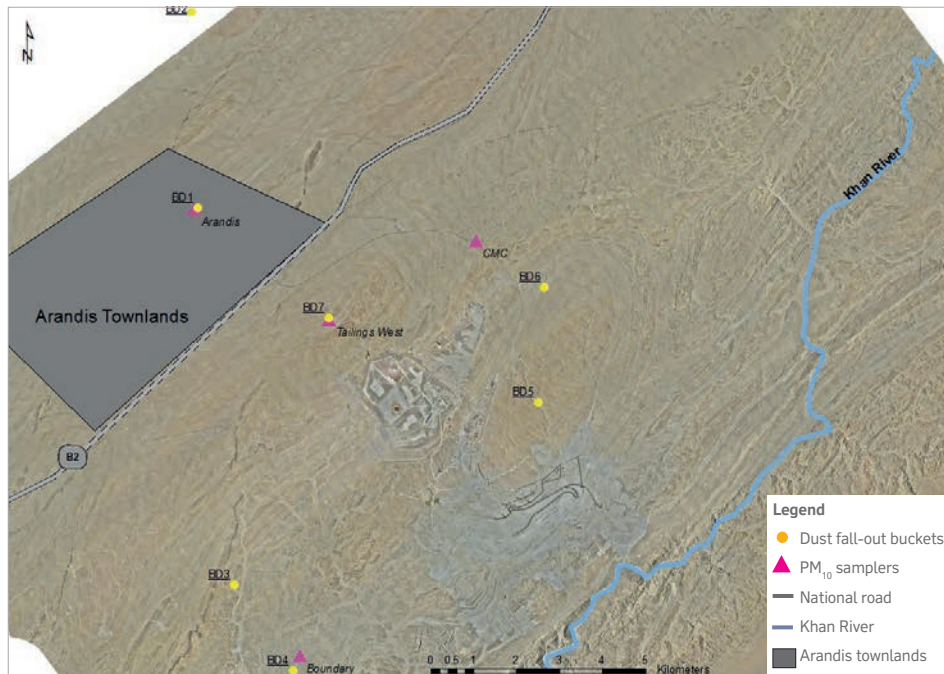 BD2
N
Khan River
BD1
Arandis
CMC
BD6
Arandis Townlands
BD7
Tailings West
BD5
B2
BD3
BD4
Boundary
0 0.5 1 2 3 4 5
Kilometers
Legend
Dust fall-out buckets
PM10 samplers
National road
Khan River
Arandis townlands